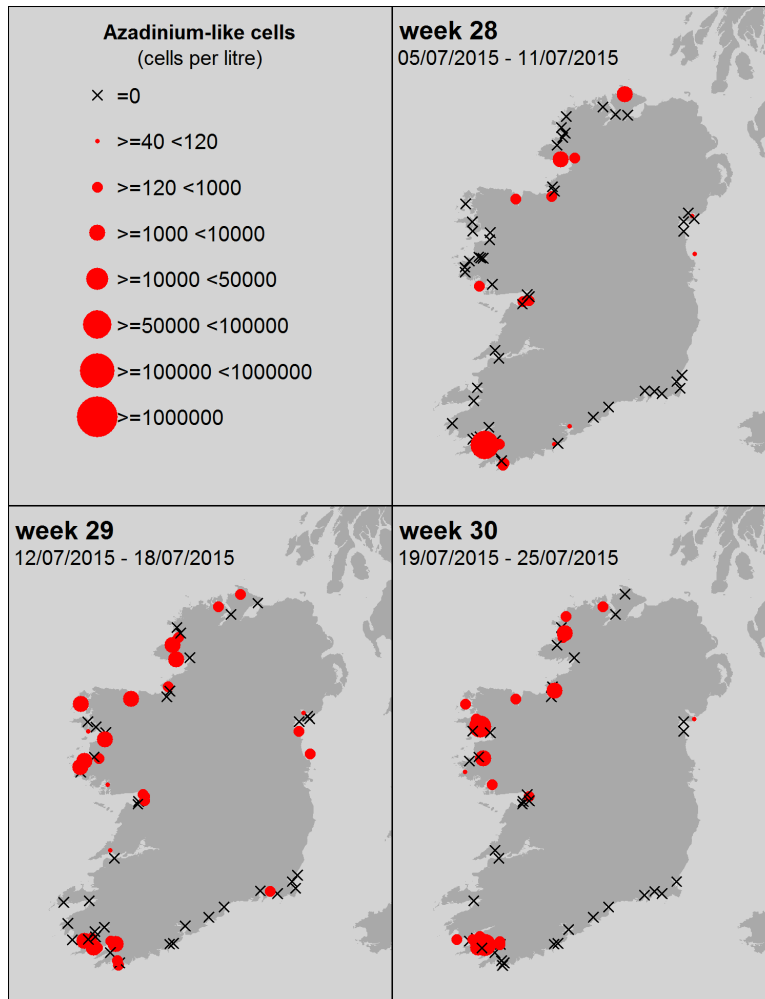 Azadinium-like cells
(cells per litre)
=0
>=40 <120
>=120 <1000
>=1000 <10000
>=10000 <50000
>=50000 <100000
>=100000 <1000000
>=1000000
week 28
05/07/2015 - 11/07/2015
week 29
12/07/2015 - 18/07/2015
week 30
19/07/2015 - 25/07/2015